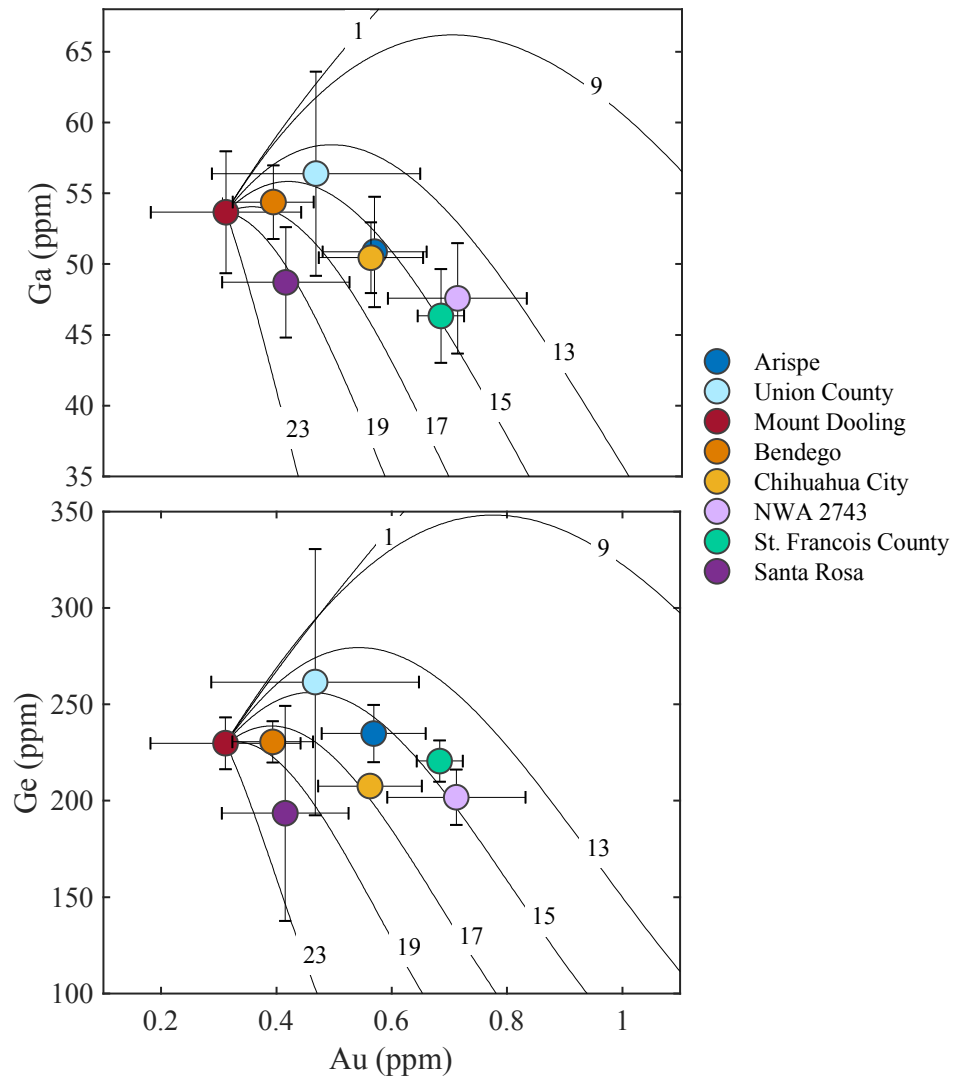 1
65
9
60
55
Ga (ppm)
50
45
13
40
15
17
19
23
35
Arispe
Union County
Mount Dooling
Bendego
Chihuahua City
NWA 2743
St. Francois County
Santa Rosa
350
1
9
300
250
Ge (ppm)
200
13
150
15
17
19
23
100
0.2 0.4 0.6 0.8 1
Au (ppm)